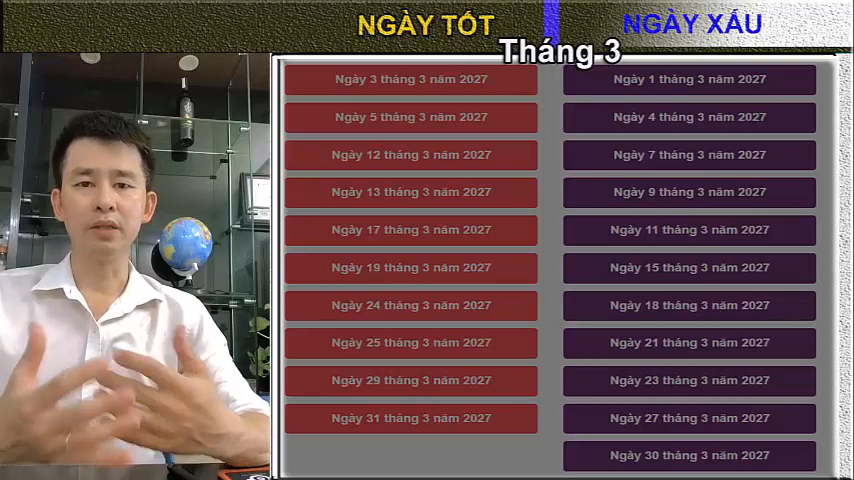 NGÀY TỐT
NGÀY XẤU
Tháng 3
Ngày 3 tháng 3 năm 2027
Ngày 5 tháng 3 năm 2027
Ngày 12 tháng 3 năm 2027
Ngày 13 tháng 3 năm 2027
Ngày 17 tháng 3 năm 2027
Ngày 19 tháng 3 năm 2027
Ngày 24 tháng 3 năm 2027
Ngày 25 tháng 3 năm 2027
Ngày 29 tháng 3 năm 2027
Ngày 31 tháng 3 năm 2027
Ngày 1 tháng 3 năm 2027
Ngày 4 tháng 3 năm 2027
Ngày 7 tháng 3 năm 2027
Ngày 9 tháng 3 năm 2027
Ngày 11 tháng 3 năm 2027
Ngày 15 tháng 3 năm 2027
Ngày 18 tháng 3 năm 2027
Ngày 21 tháng 3 năm 2027
Ngày 23 tháng 3 năm 2027
Ngày 27 tháng 3 năm 2027
Ngày 30 tháng 3 năm 2027